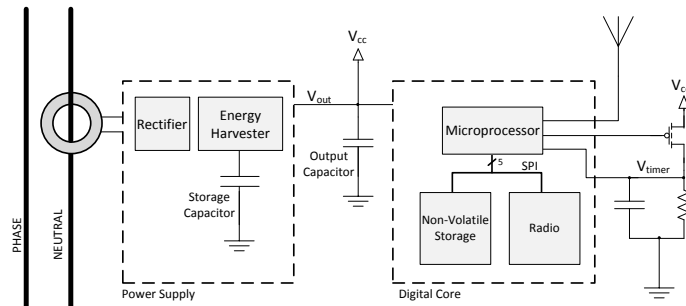 PHASE
NEUTRAL
Rectifier
Energy
Harvester
Storage
Capacitor
Power Supply
Vout
Vcc
Output
Capacitor
Microprocessor
5
SPI
Non-Volatile
Storage
Radio
Digital Core
Vtimer